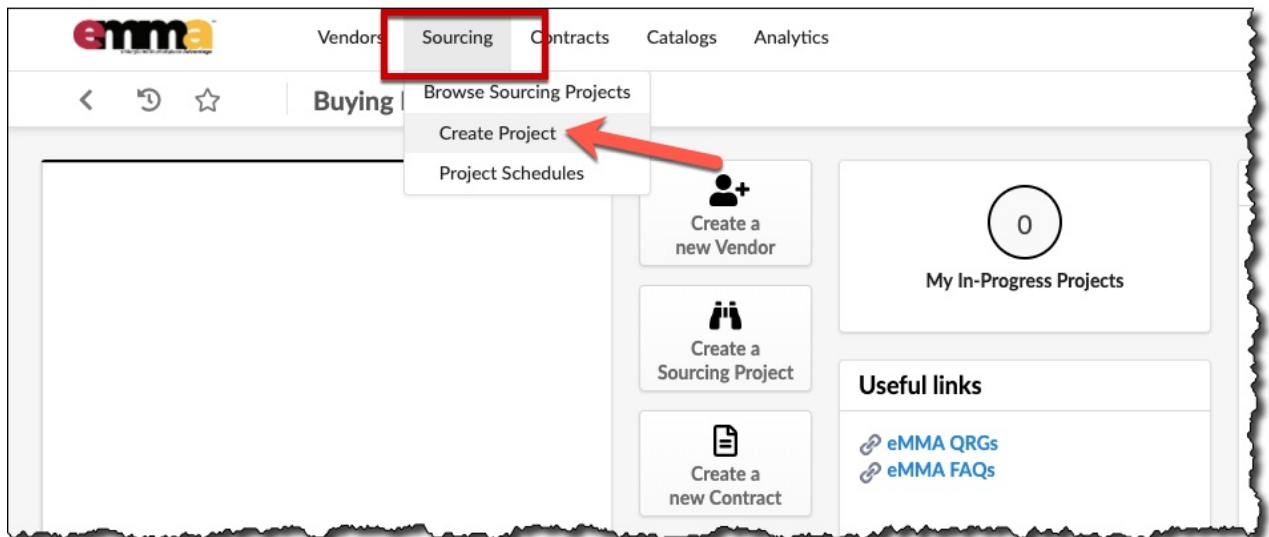 emma
Vendors Sourcing Contracts Catalogs Analytics
Buying
Browse Sourcing Projects
Create Project
Project Schedules
Create a
new Vendor
0
My In-Progress Projects
Create a
Sourcing Project
Useful links
eMMA QRGs
eMMA FAQs
Create a
new Contract